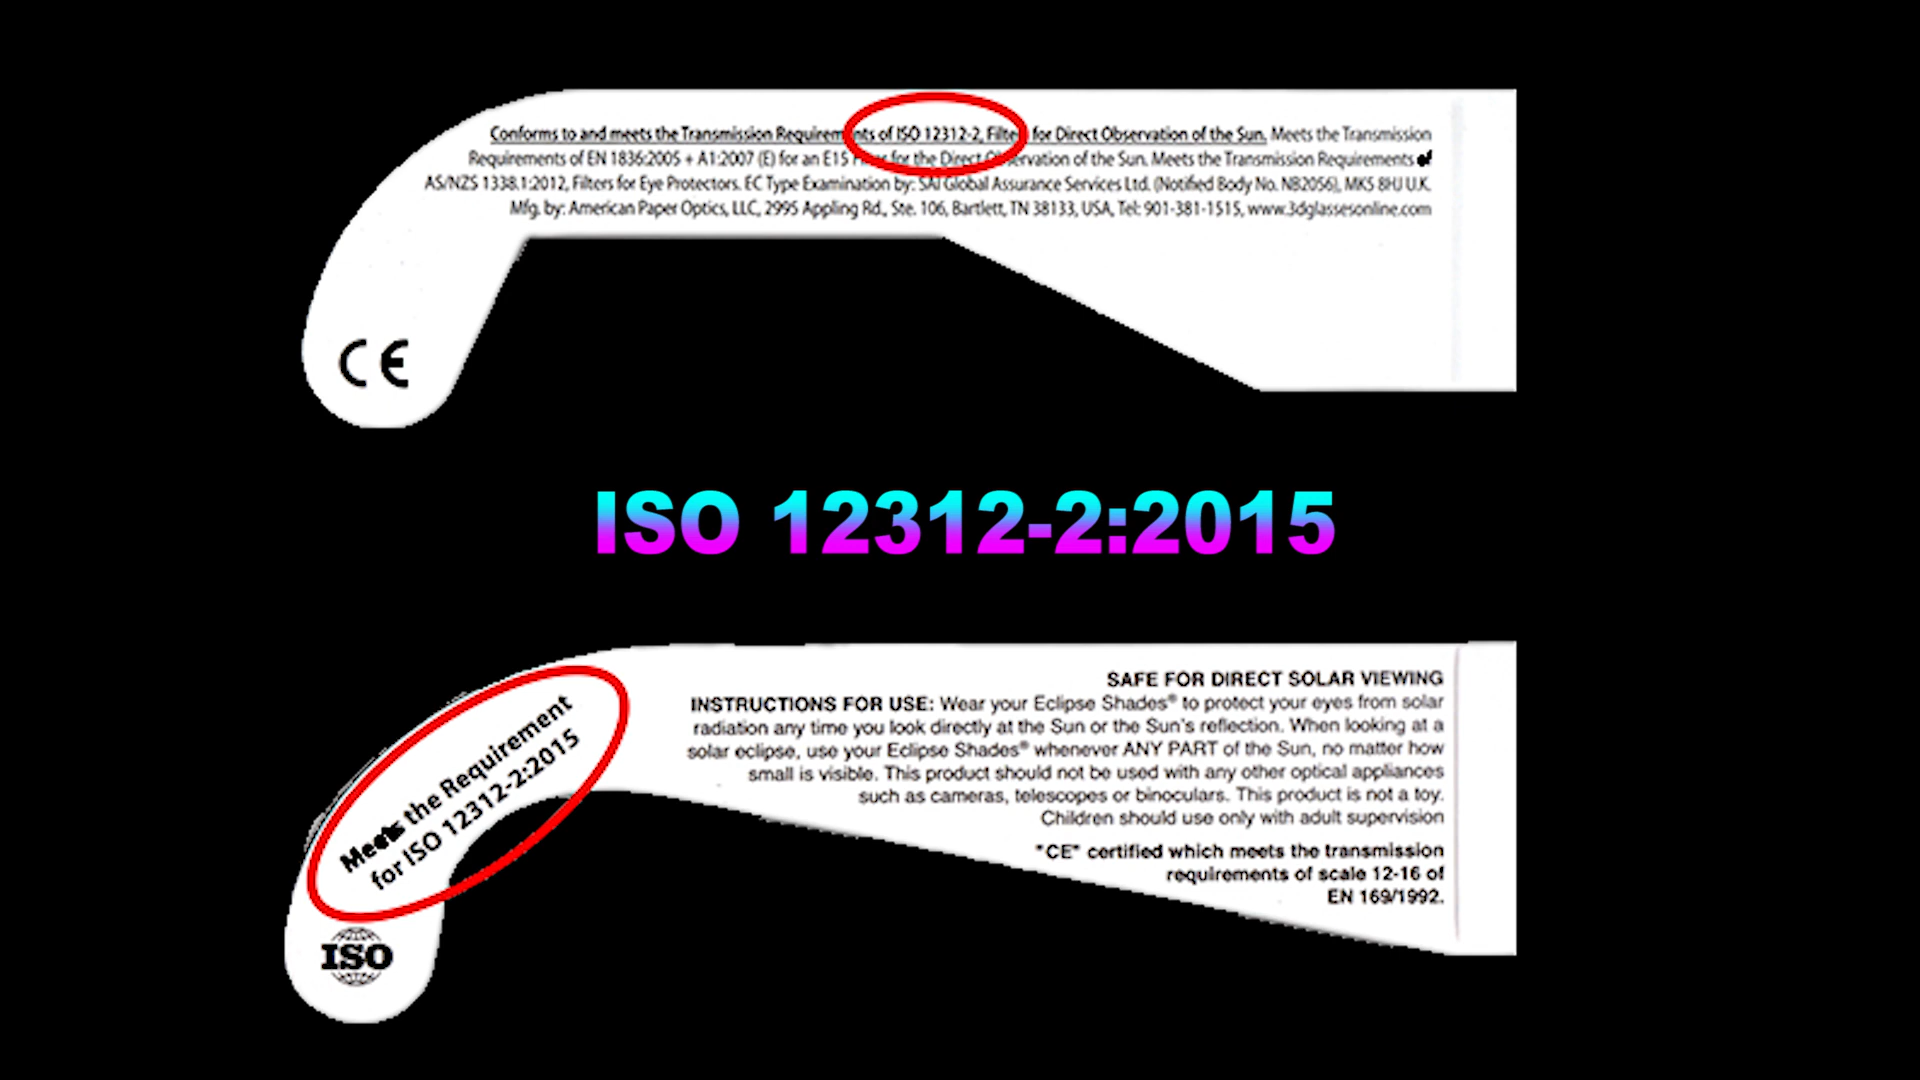 Conforms to and meets the Transmission Requirements of ISO 12312-2, Filters for Direct Observation of the Sun. Meets the Transmission
Requirements of EN 1836:2005 + A1:2007 (E) for an E15 Filter for the Direct Observation of the Sun. Meets the Transmission Requirements of
AS/NZS 1338.1:2012, Filters for Eye Protectors. EC Type Examination by: SAI Global Assurance Services Ltd. (Notified Body No. NB2056), MK5 8HJ U.K.
Mfg. by: American Paper Optics, LLC, 2995 Appling Rd., Ste. 106, Bartlett, TN 38133, USA, Tel: 901-381-1515, www.3dglassesonline.com
CE
ISO 12312-2:2015
Meets the Requirement
for ISO 12312-2:2015
ISO
SAFE FOR DIRECT SOLAR VIEWING
INSTRUCTIONS FOR USE: Wear your Eclipse Shades® to protect your eyes from solar
radiation any time you look directly at the Sun or the Sun's reflection. When looking at a
solar eclipse, use your Eclipse Shades® whenever ANY PART of the Sun, no matter how
small is visible. This product should not be used with any other optical appliances
such as cameras, telescopes or binoculars. This product is not a toy.
Children should use only with adult supervision
"CE" certified which meets the transmission
requirements of scale 12-16 of
EN 169/1992.